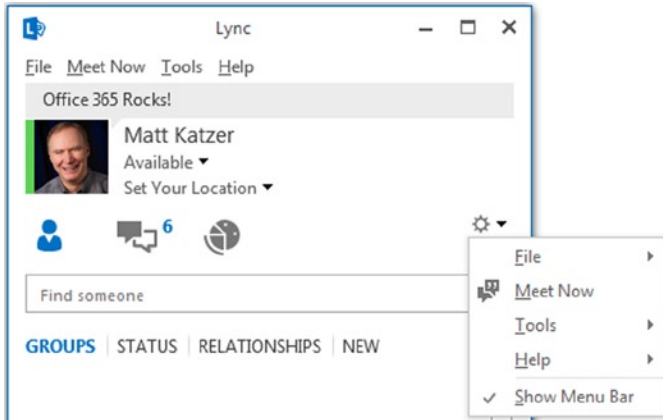 Lync
File Meet Now Tools Help
Office 365 Rocks!
Matt Katzer
Available
Set Your Location
6
Find someone
GROUPS STATUS RELATIONSHIPS NEW
File
Meet Now
Tools
Help
Show Menu Bar